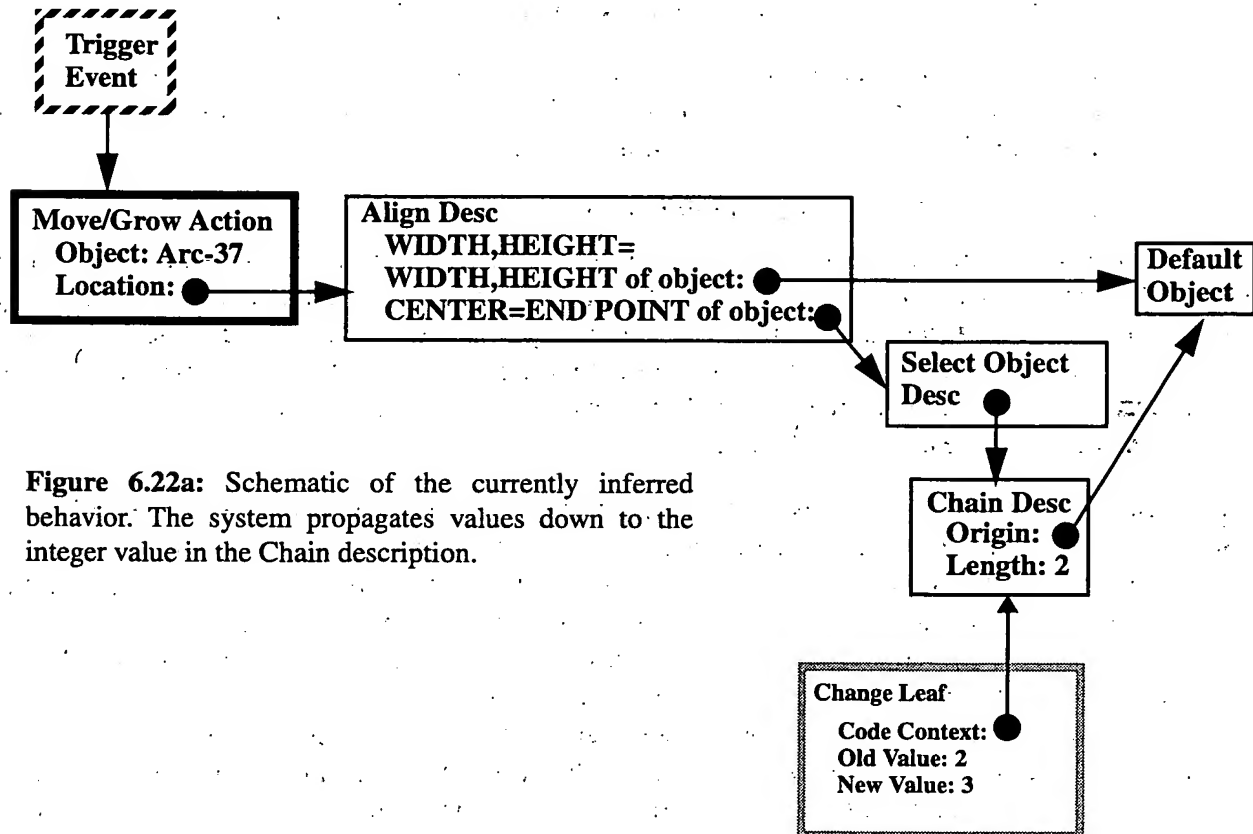 Trigger
Event
Move/Grow Action
Object: Arc-37
Location:
Align Desc
WIDTH,HEIGHT=
WIDTH,HEIGHT of object:
CENTER=END POINT of object:
Default
Object
Select Object
Desc
Chain Desc
Origin:
Length: 2
Change Leaf
Code Context:
Old Value: 2
New Value: 3
Figure 6.22a: Schematic of the currently inferred
behavior. The system propagates values down to the
integer value in the Chain description.